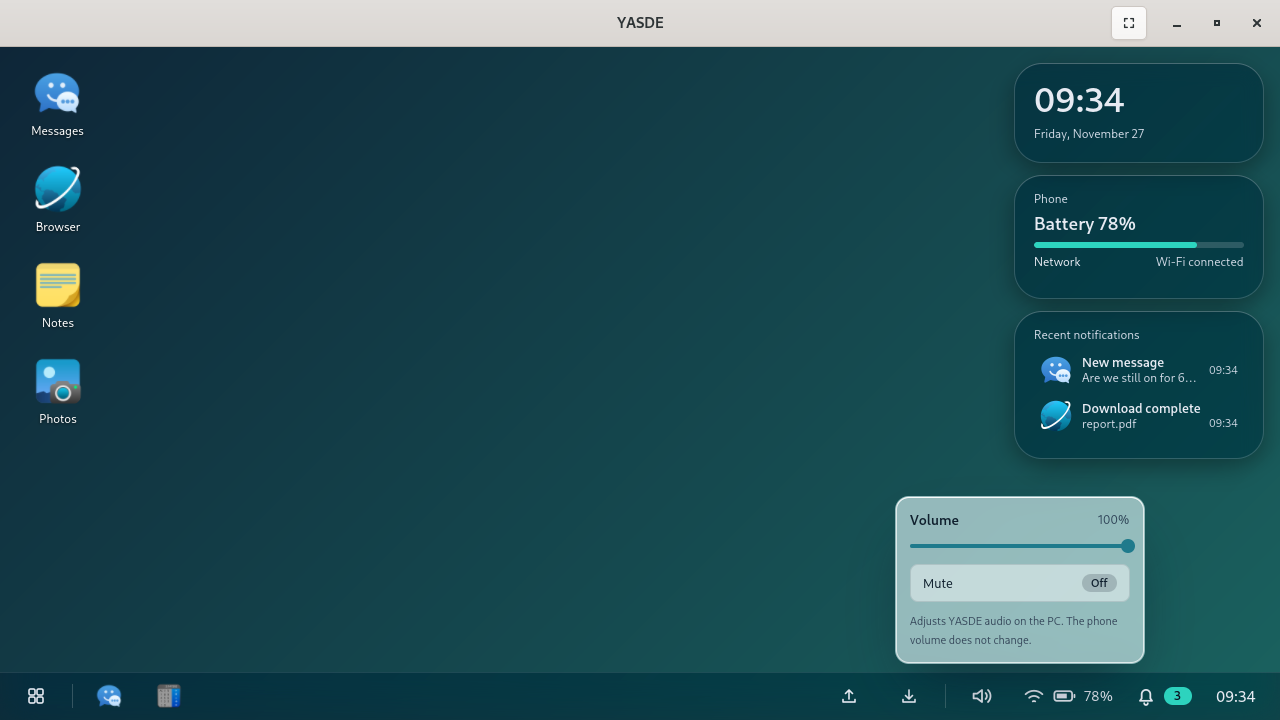 YASDE
Messages
Browser
Notes
Photos
09:34
Friday, November 27
Phone
Battery 78%
Network Wi-Fi connected
Recent notifications
New message
Are we still on for 6... 09:34
Download complete
report.pdf 09:34
Volume 100%
Mute Off
Adjusts YASDE audio on the PC. The phone
volume does not change.
78% 3 09:34